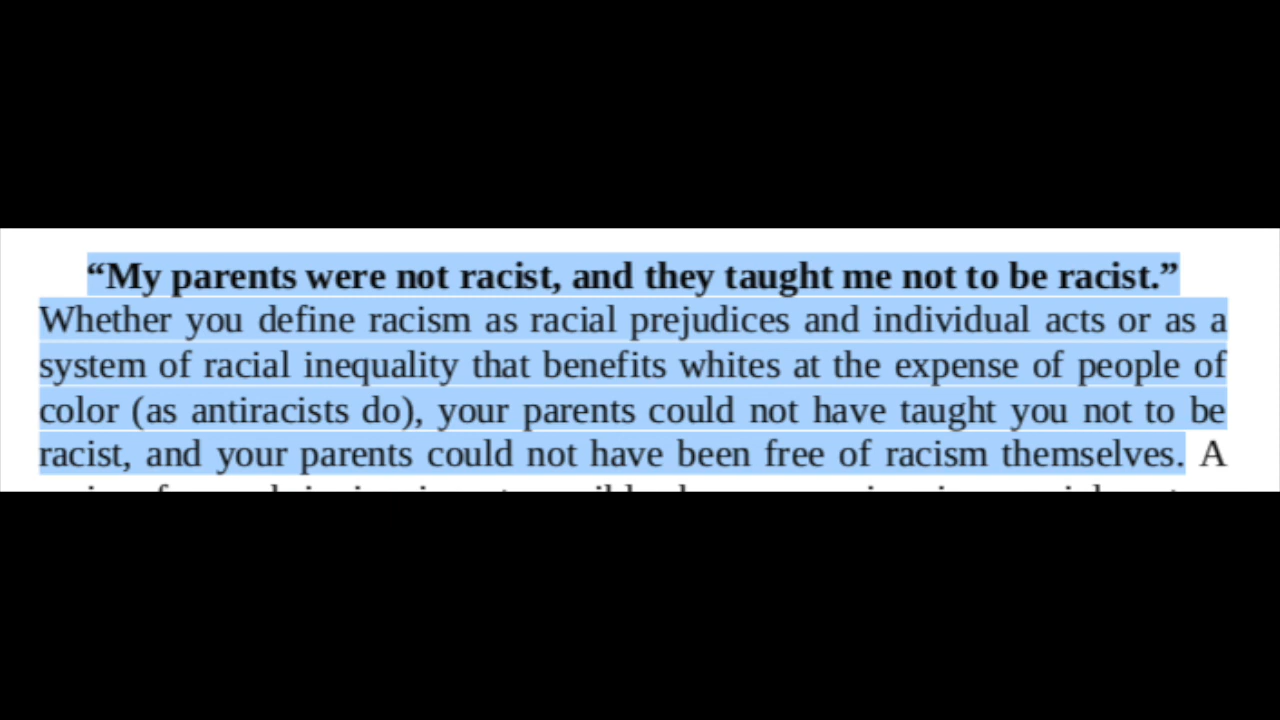 “My parents were not racist, and they taught me not to be racist.”
Whether you define racism as racial prejudices and individual acts or as a
system of racial inequality that benefits whites at the expense of people of
color (as antiracists do), your parents could not have taught you not to be
racist, and your parents could not have been free of racism themselves. A